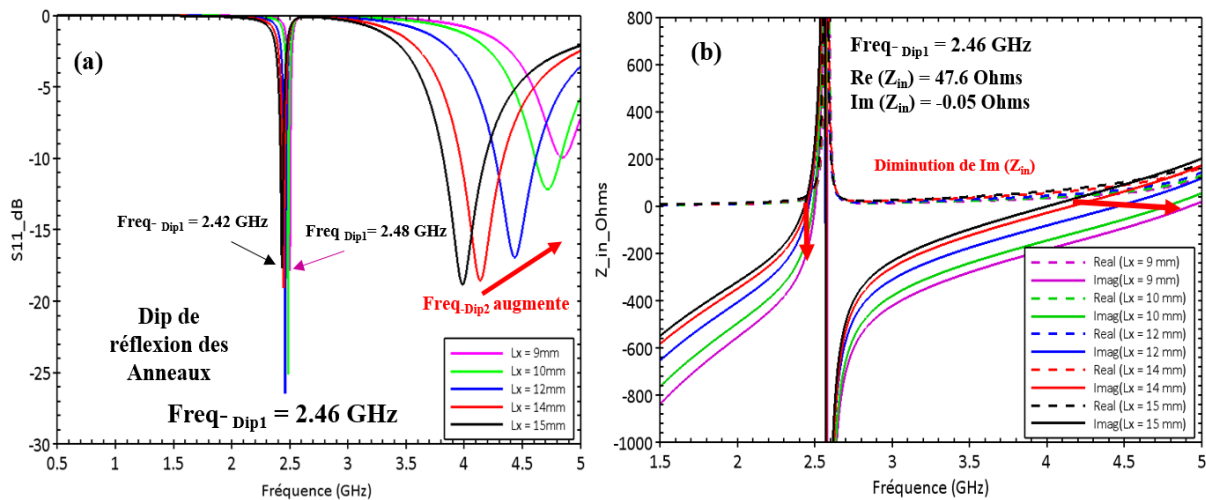 (a)
S11_dB
0
-5
-10
-15
-20
-25
-30
0.5
1
1.5
2
2.5
3
3.5
4
4.5
5
Fréquence (GHz)
Freq- Dip1 = 2.42 GHz
Freq Dip1= 2.48 GHz
Dip de
réflexion des
Anneaux
Freq- Dip1 = 2.46 GHz
Freq-Dip2 augmente
Lx = 9mm
Lx = 10mm
Lx = 12mm
Lx = 14mm
Lx = 15mm
(b)
Z_in_Ohms
800
600
400
200
0
-200
-400
-600
-800
-1000
1.5
2
2.5
3
3.5
4
4.5
5
Fréquence (GHz)
Freq- Dip1 = 2.46 GHz
Re (Zin) = 47.6 Ohms
Im (Zin) = -0.05 Ohms
Diminution de Im (Zin)
Real (Lx = 9 mm)
Imag(Lx = 9 mm)
Real (Lx = 10 mm)
Imag(Lx = 10 mm)
Real (Lx = 12 mm)
Imag(Lx = 12 mm)
Real (Lx = 14 mm)
Imag(Lx = 14 mm)
Real (Lx = 15 mm)
Imag(Lx = 15 mm)